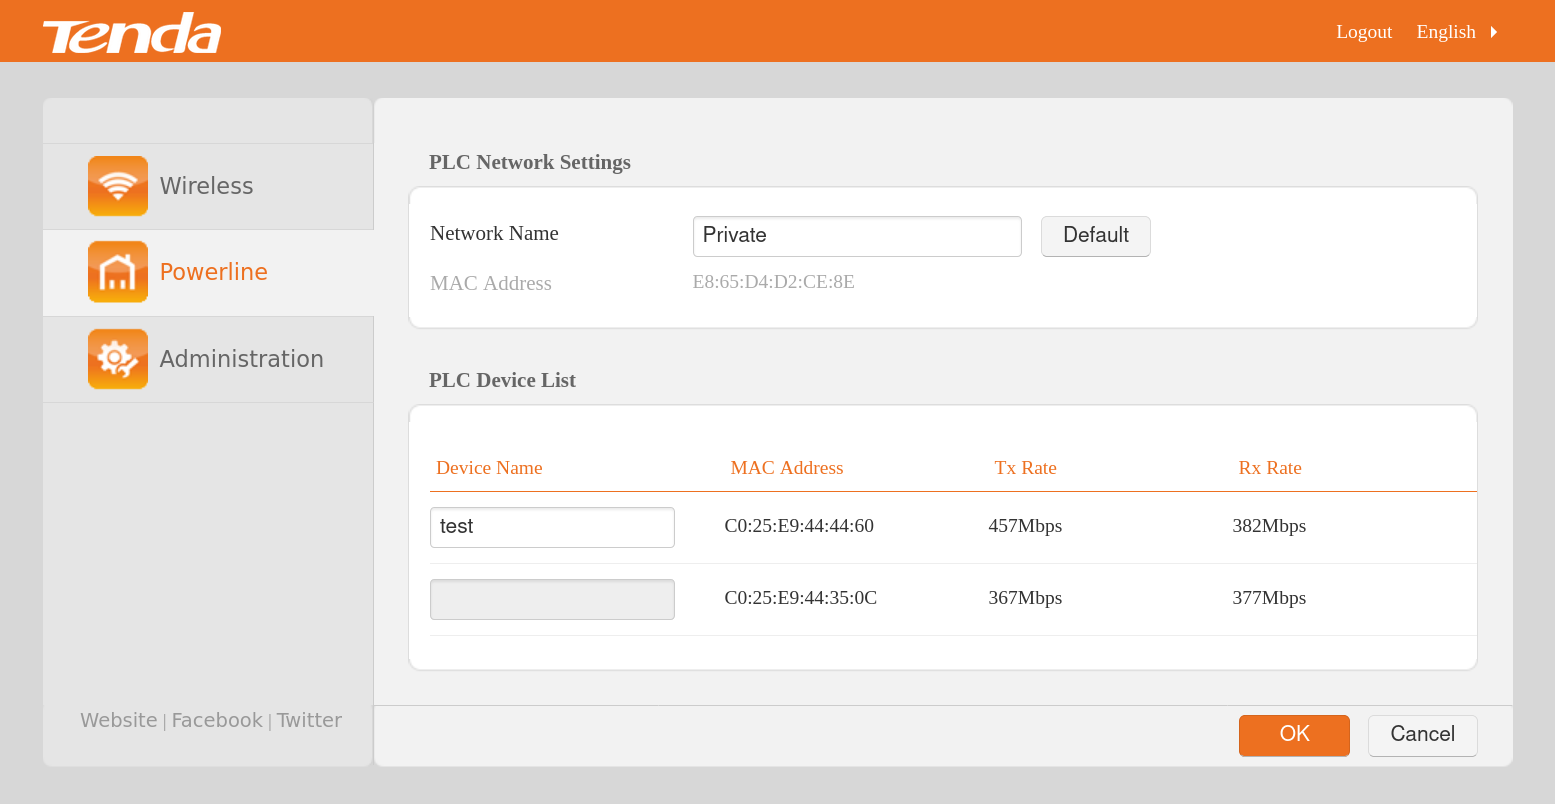 Tenda
Logout English
Wireless
Powerline
Administration
Website | Facebook | Twitter
PLC Network Settings
Network Name Private Default
MAC Address E8:65:D4:D2:CE:8E
PLC Device List
Device Name MAC Address Tx Rate Rx Rate
test C0:25:E9:44:44:60 457Mbps 382Mbps
C0:25:E9:44:35:0C 367Mbps 377Mbps
OK Cancel